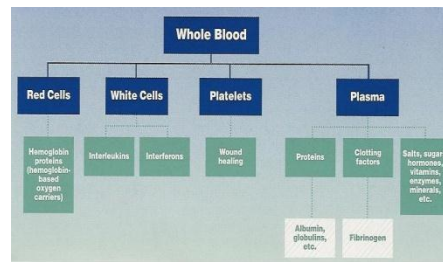 Whole Blood
Red Cells
White Cells
Platelets
Plasma
Hemoglobin
proteins
(hemoglobin-
based
oxygen
carriers)
Interleukins
Interferons
Wound
healing
Proteins
Clotting
factors
Salts, sugar
hormones,
vitamins,
enzymes,
minerals,
etc.
Albumin,
globulins,
etc.
Fibrinogen